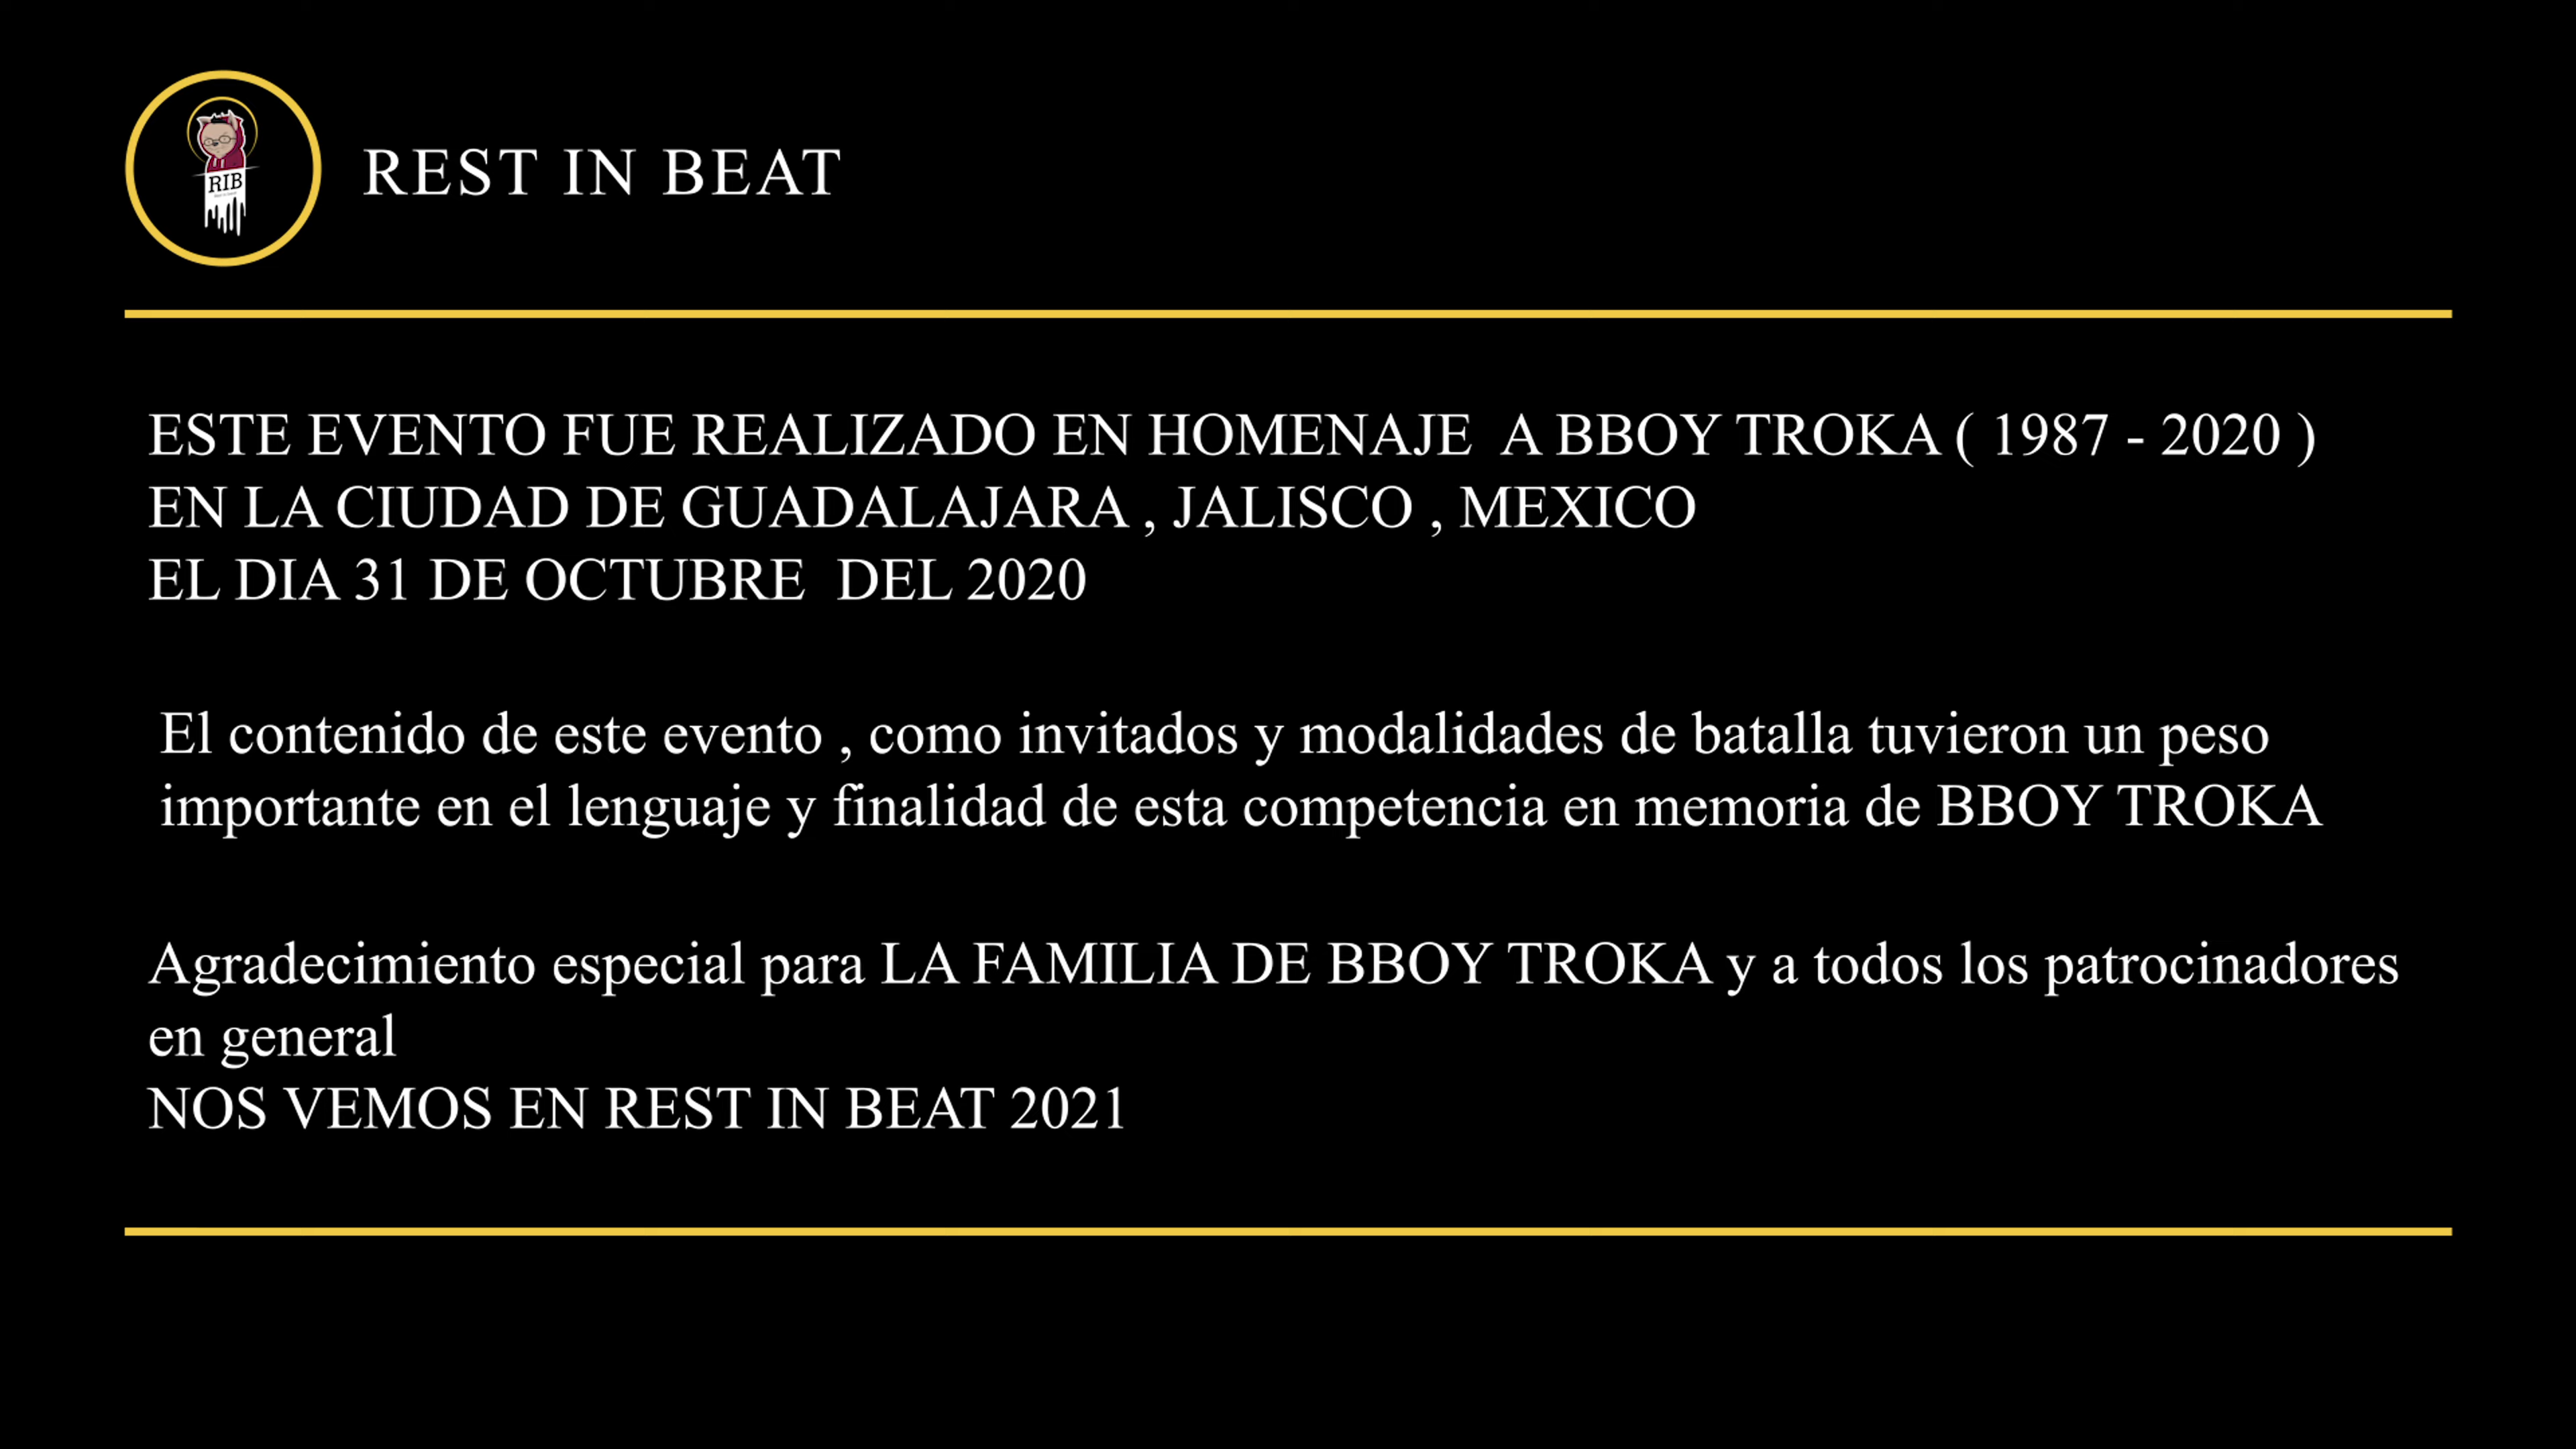 RIB
REST IN BEAT
ESTE EVENTO FUE REALIZADO EN HOMENAJE A BBOY TROKA ( 1987 - 2020 )
EN LA CIUDAD DE GUADALAJARA , JALISCO , MEXICO
EL DIA 31 DE OCTUBRE DEL 2020
El contenido de este evento , como invitados y modalidades de batalla tuvieron un peso
importante en el lenguaje y finalidad de esta competencia en memoria de BBOY TROKA
Agradecimiento especial para LA FAMILIA DE BBOY TROKA y a todos los patrocinadores
en general
NOS VEMOS EN REST IN BEAT 2021